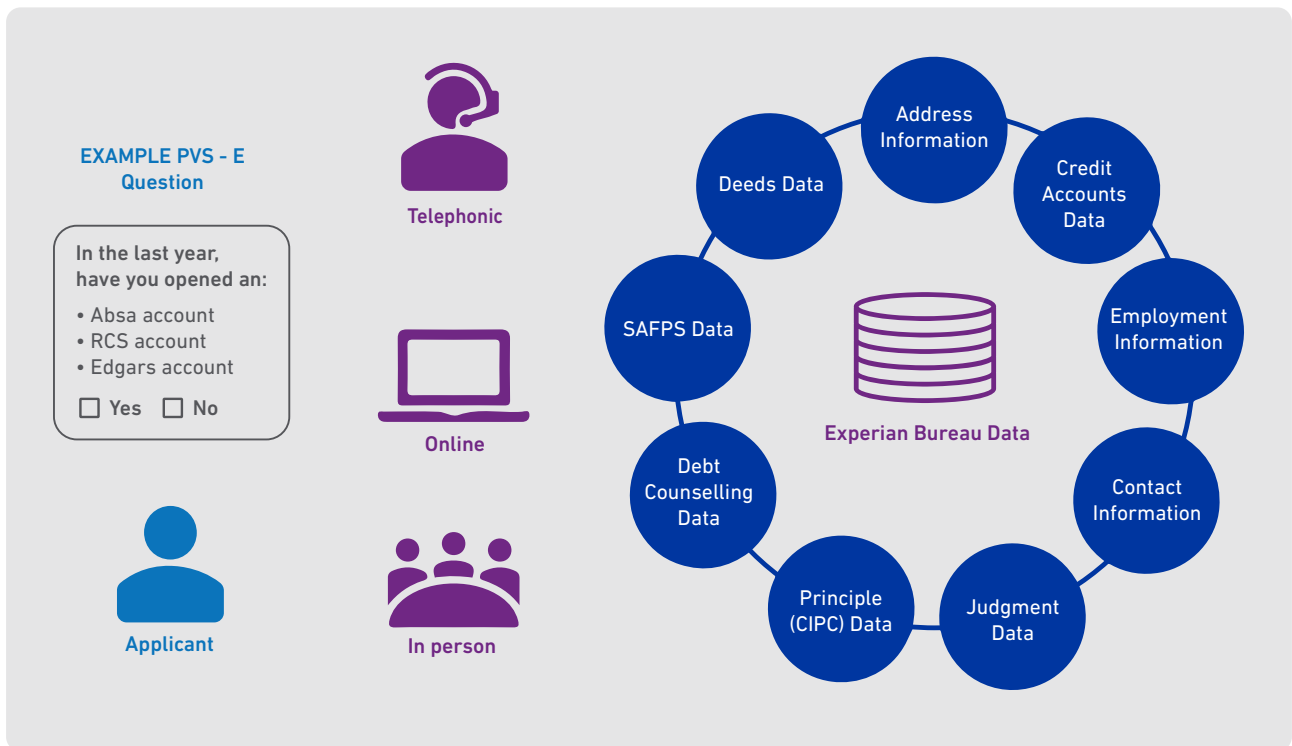 EXAMPLE PVS - E
Question
In the last year,
have you opened an:
• Absa account
• RCS account
• Edgars account
Yes No
Applicant
Telephonic
Online
In person
Address
Information
Credit
Accounts
Data
Employment
Information
Contact
Information
Judgment
Data
Principle
(CIPC) Data
Debt
Counselling
Data
SAFPS Data
Deeds Data
Experian Bureau Data